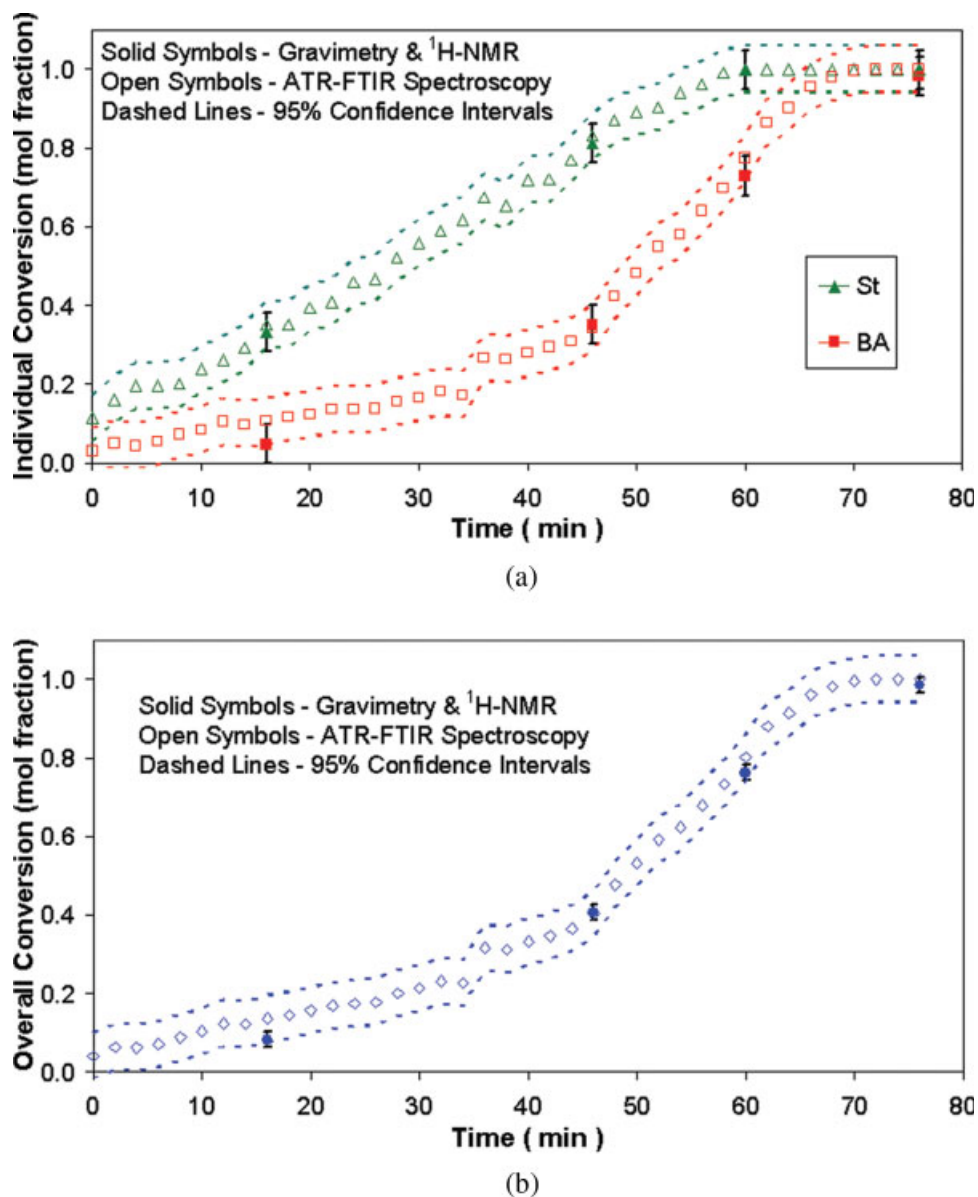 Solid Symbols - Gravimetry & ¹H-NMR
Open Symbols - ATR-FTIR Spectroscopy
Dashed Lines - 95% Confidence Intervals
Individual Conversion (mol fraction)
1.0
0.8
0.6
0.4
0.2
0.0
St
BA
0 10 20 30 40 50 60 70 80
Time ( min )
(a)
Solid Symbols - Gravimetry & ¹H-NMR
Open Symbols - ATR-FTIR Spectroscopy
Dashed Lines - 95% Confidence Intervals
Overall Conversion (mol fraction)
1.0
0.8
0.6
0.4
0.2
0.0
0 10 20 30 40 50 60 70 80
Time ( min )
(b)